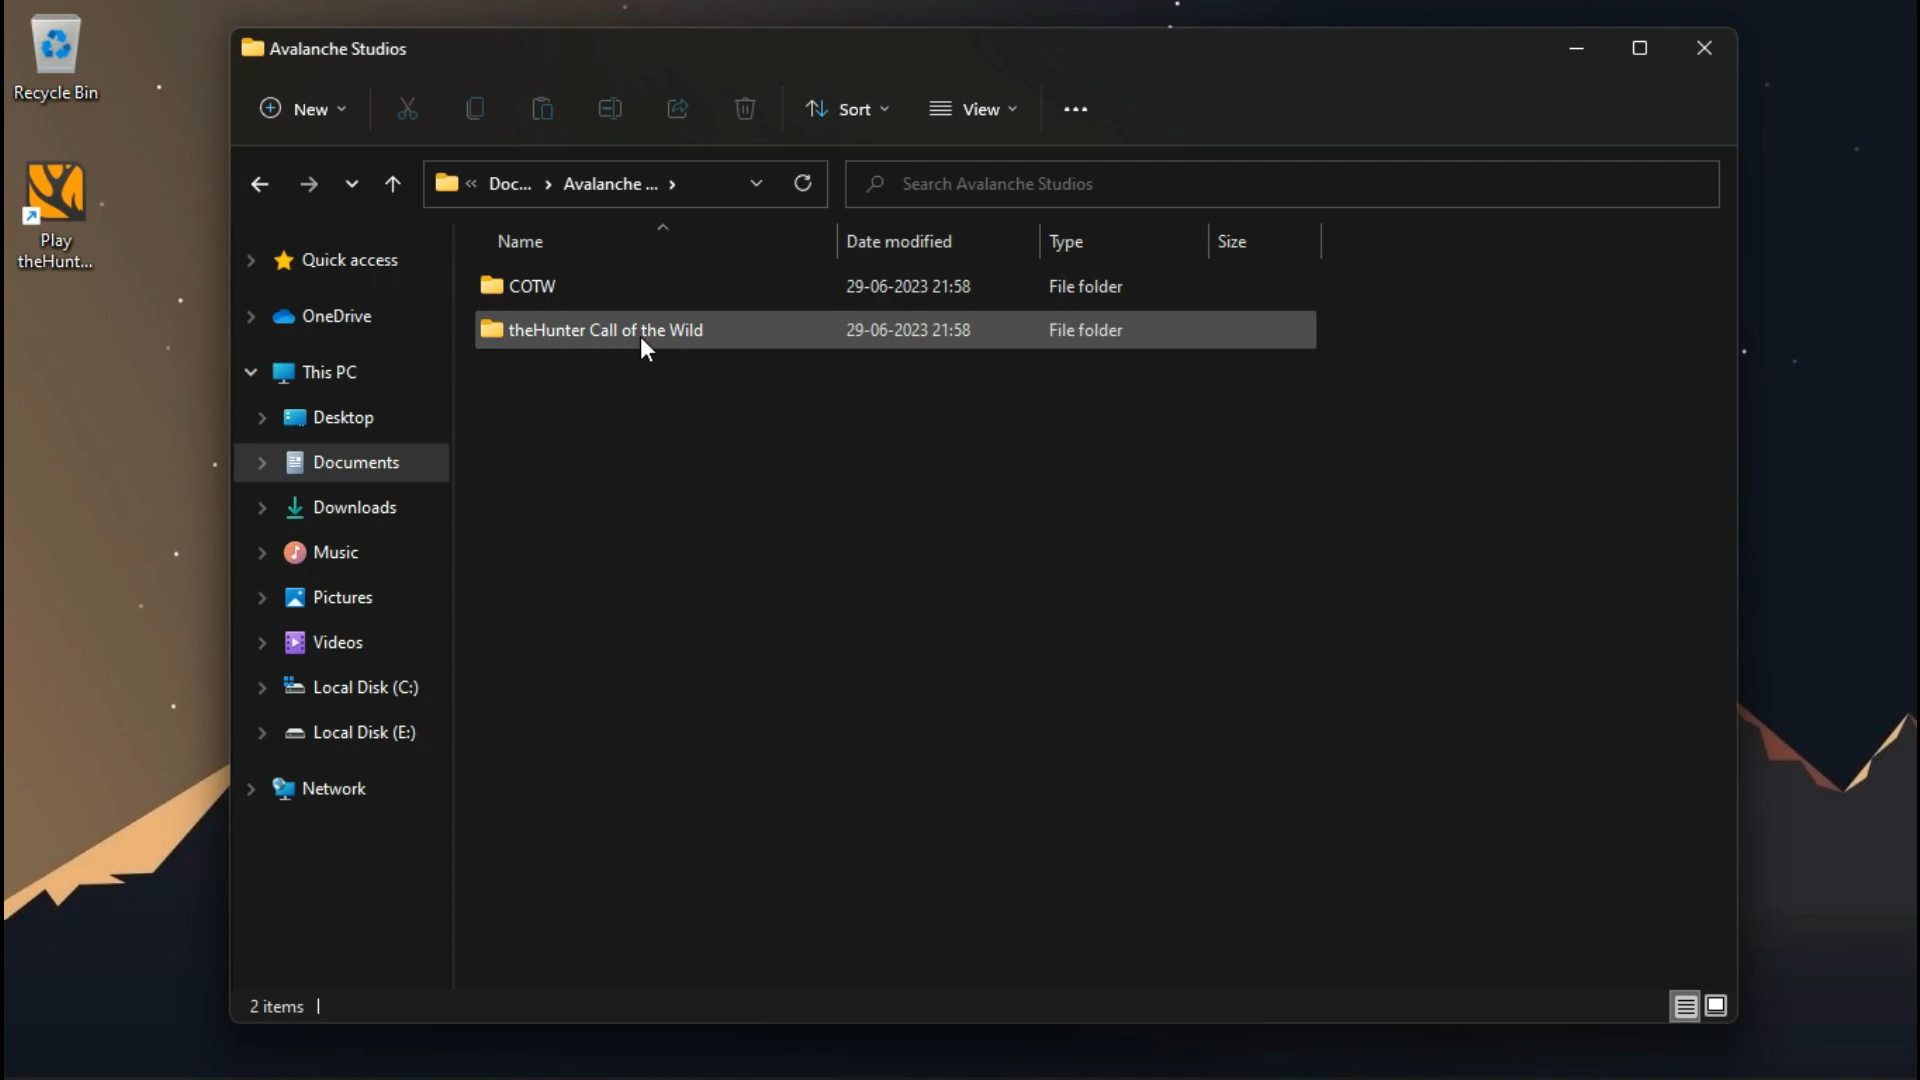 Recycle Bin
Play
theHunt...
Avalanche Studios
New
Sort
View
« Doc... › Avalanche ... ›
Search Avalanche Studios
Name
Date modified
Type
Size
COTW
29-06-2023 21:58
File folder
theHunter Call of the Wild
29-06-2023 21:58
File folder
Quick access
OneDrive
This PC
Desktop
Documents
Downloads
Music
Pictures
Videos
Local Disk (C:)
Local Disk (E:)
Network
2 items